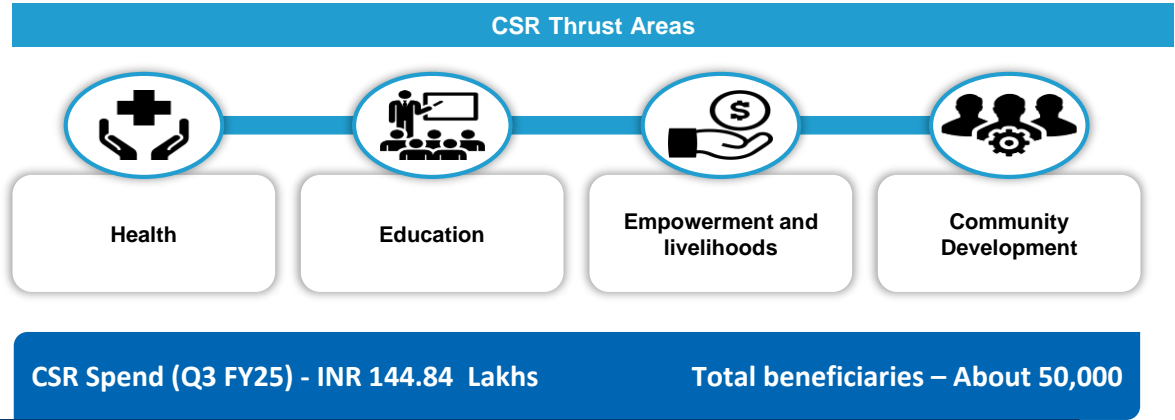 CSR Thrust Areas
Health
Education
Empowerment and
livelihoods
Community
Development
CSR Spend (Q3 FY25) - INR 144.84 Lakhs
Total beneficiaries – About 50,000